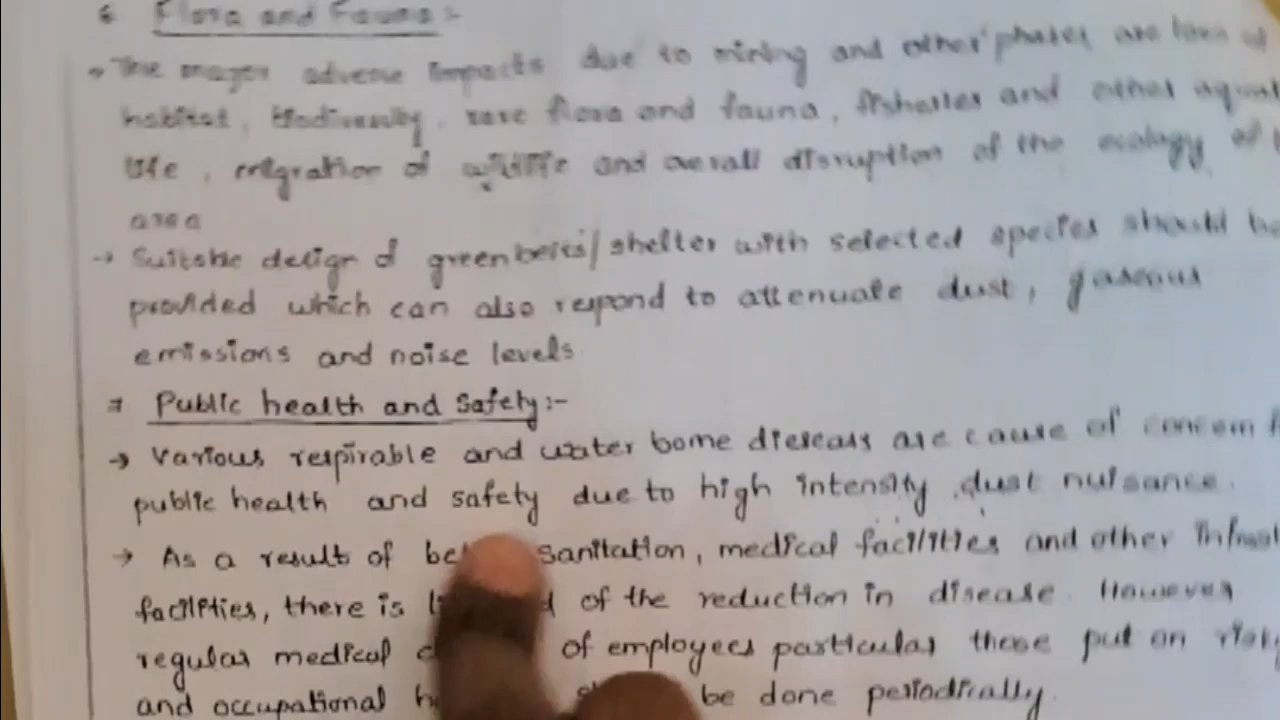 6 Flora and Fauna :-
→ The major adverse impacts due to mining and other phases are loss of
habitat, biodiversity, rare flora and fauna, fisheries and other
life, migration of wildlife and overall disruption of the ecology of
area
→ Suitable design of greenbelts/shelter with selected species should be
provided which can also respond to attenuate dust, gaseous
emissions and noise levels
7 Public health and Safety:-
→ Various respirable and water borne diseases are cause of concern
public health and safety due to high intensity dust nuisance.
→ As a result of sanitation, medical facilities and other
facilities, there is of the reduction in disease. However
regular medical of employees particular those put on
and occupational be done periodically.